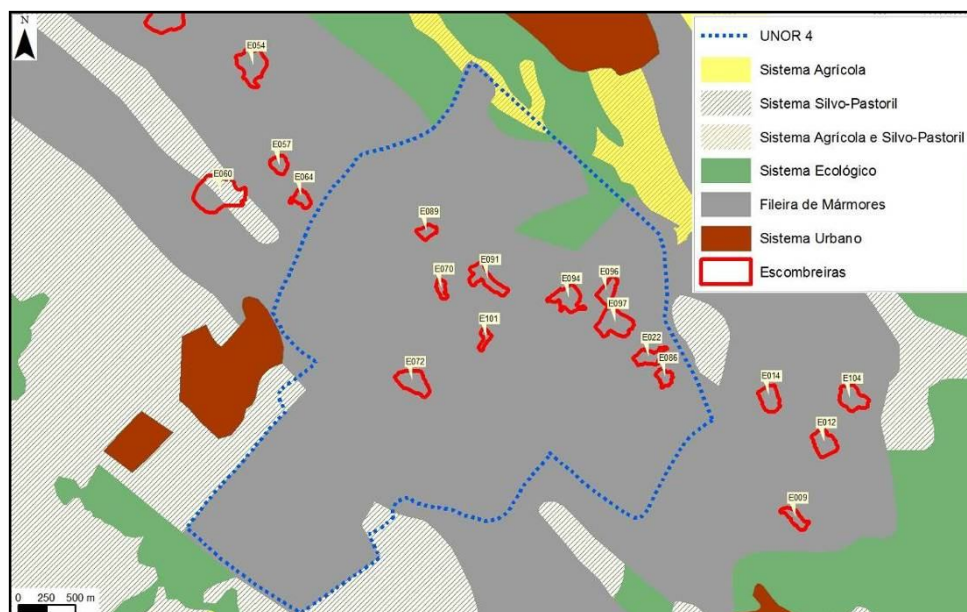 N
E054
E057
E060
E064
E089
E070
E091
E094
E096
E097
E101
E022
E086
E072
E014
E104
E012
E009
UNOR 4
Sistema Agrícola
Sistema Silvo-Pastoril
Sistema Agrícola e Silvo-Pastoril
Sistema Ecológico
Fileira de Mármores
Sistema Urbano
Escombreiras
0 250 500 m